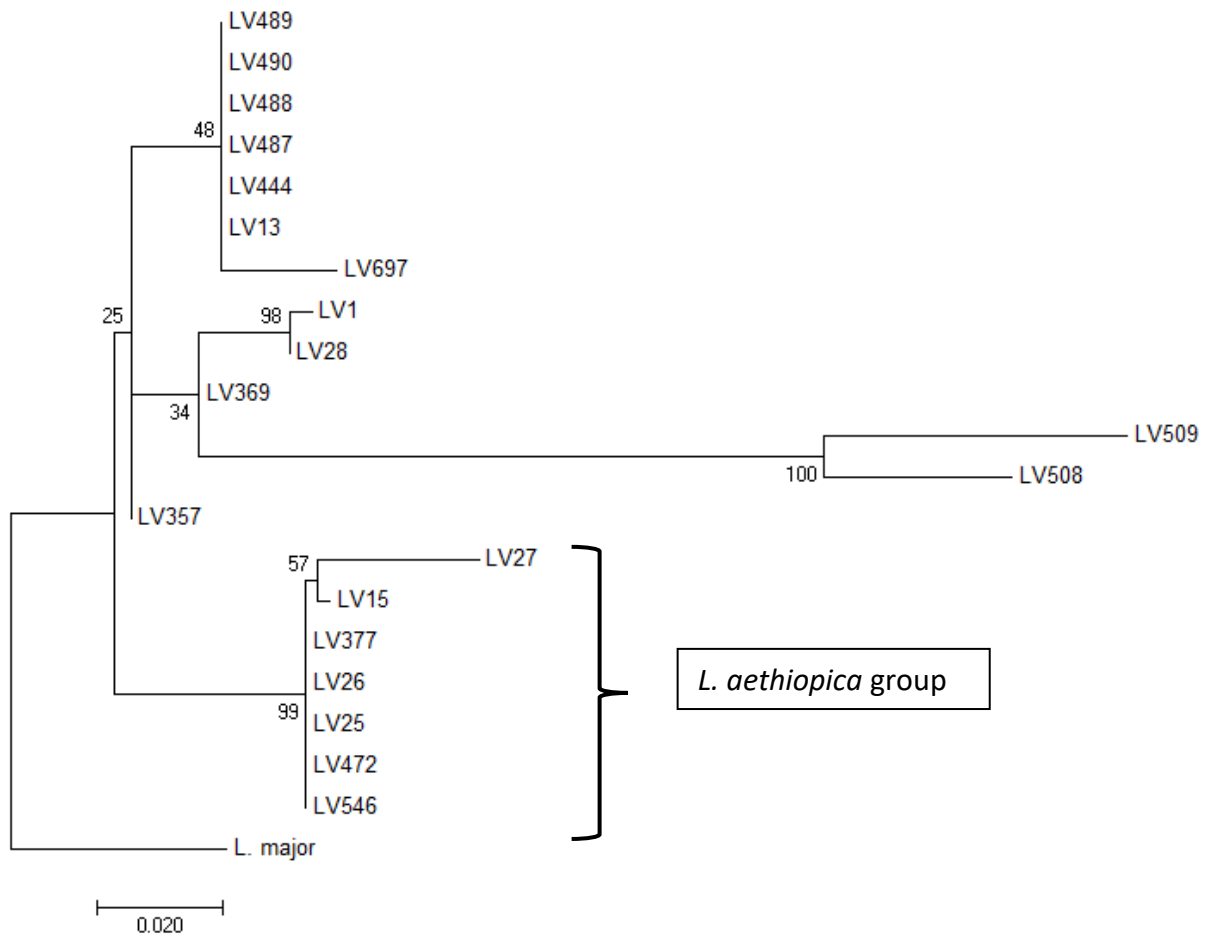 LV489
LV490
LV488
48
LV487
LV444
LV13
LV697
25
98
LV1
LV28
LV369
34
LV509
100
LV508
LV357
57
LV27
LV15
LV377
L. aethiopica group
LV26
99
LV25
LV472
LV546
L. major
0.020